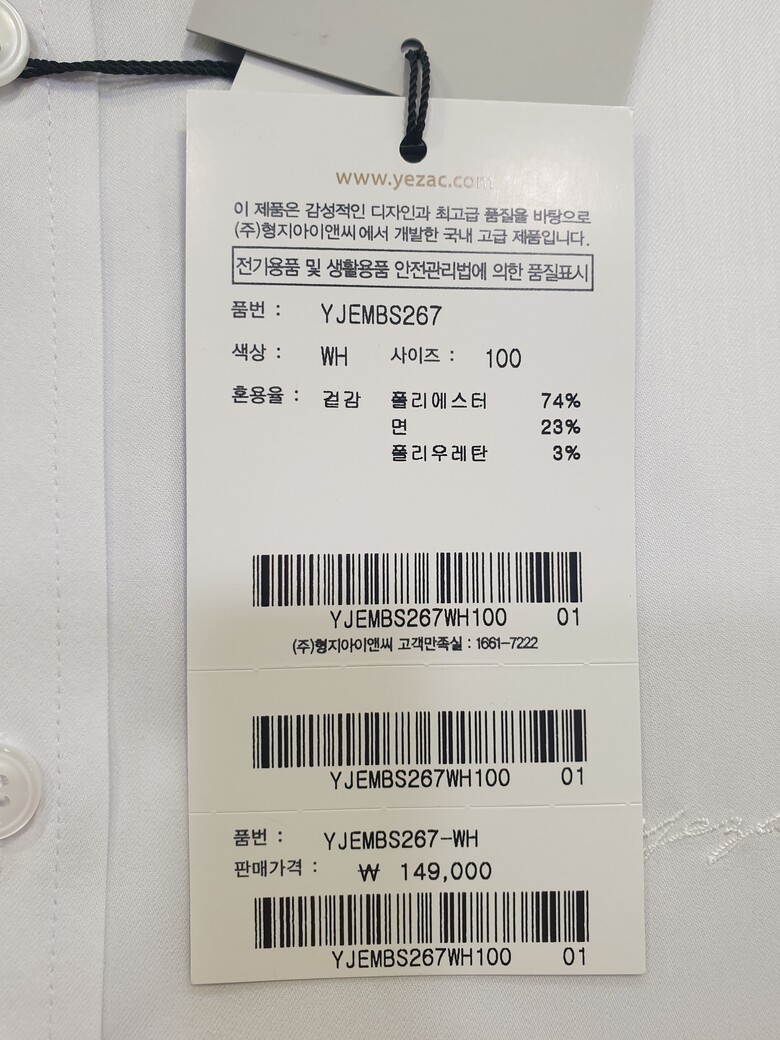 www.yezac.com
이 제품은 감성적인 디자인과 최고급 품질을 바탕으로
(주)형지아이앤씨에서 개발한 국내 고급 제품입니다.
전기용품 및 생활용품 안전관리법에 의한 품질표시
품번 : YJEMBS267
색상 : WH 사이즈 : 100
혼용율 : 겉감 폴리에스터 74%
면 23%
폴리우레탄 3%
YJEMBS267WH100 01
(주)형지아이앤씨 고객만족실 : 1661-7222
YJEMBS267WH100 01
품번 : YJEMBS267-WH
판매가격 : ₩ 149,000
YJEMBS267WH100 01